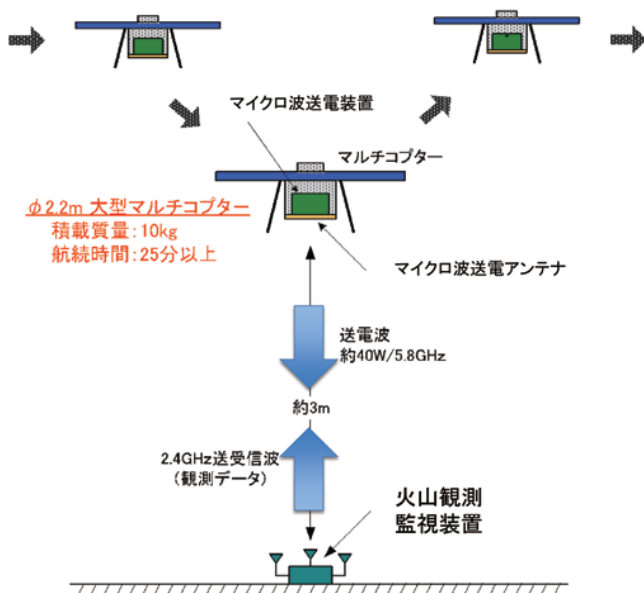 マイクロ波送電装置
マルチコプター
φ2.2m 大型マルチコプター
積載質量:10kg
航続時間:25分以上
マイクロ波送電アンテナ
送電波
約40W/5.8GHz
約3m
2.4GHz送受信波
(観測データ)
火山観測
監視装置